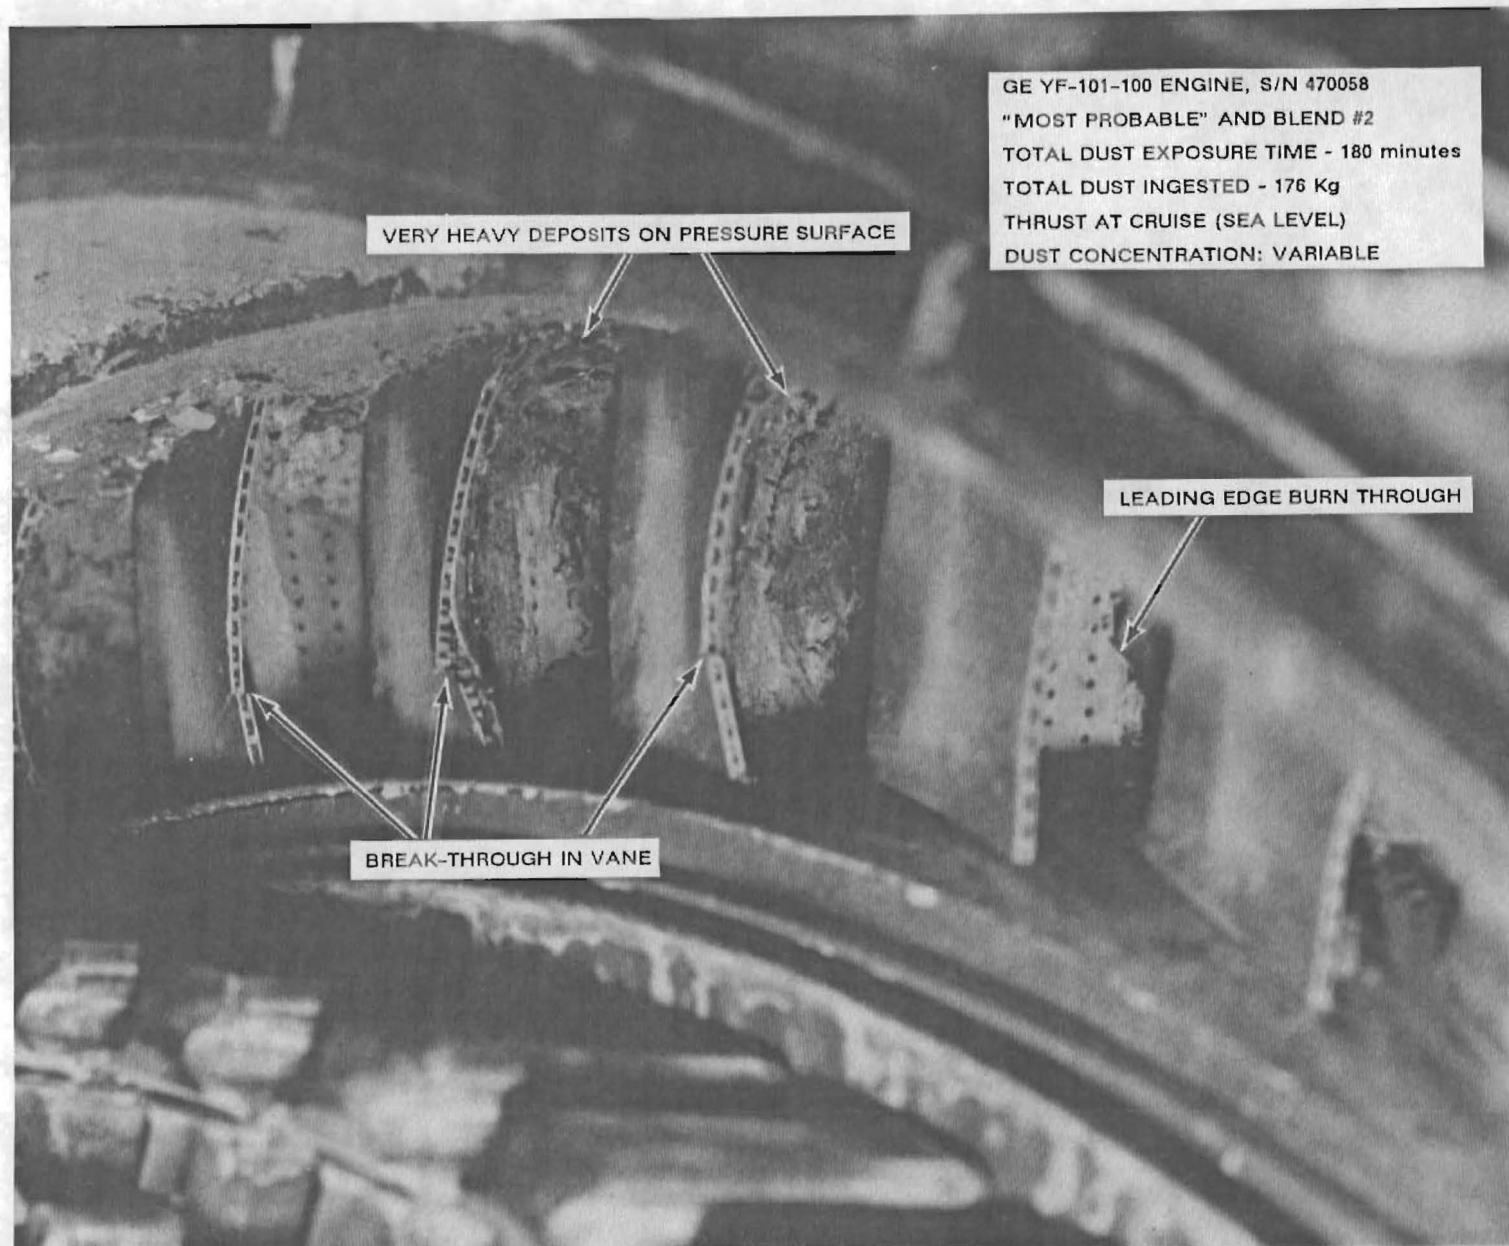 GE YF-101-100 ENGINE, S/N 470058
"MOST PROBABLE" AND BLEND #2
TOTAL DUST EXPOSURE TIME - 180 minutes
TOTAL DUST INGESTED - 176 Kg
THRUST AT CRUISE (SEA LEVEL)
DUST CONCENTRATION: VARIABLE
VERY HEAVY DEPOSITS ON PRESSURE SURFACE
LEADING EDGE BURN THROUGH
BREAK-THROUGH IN VANE